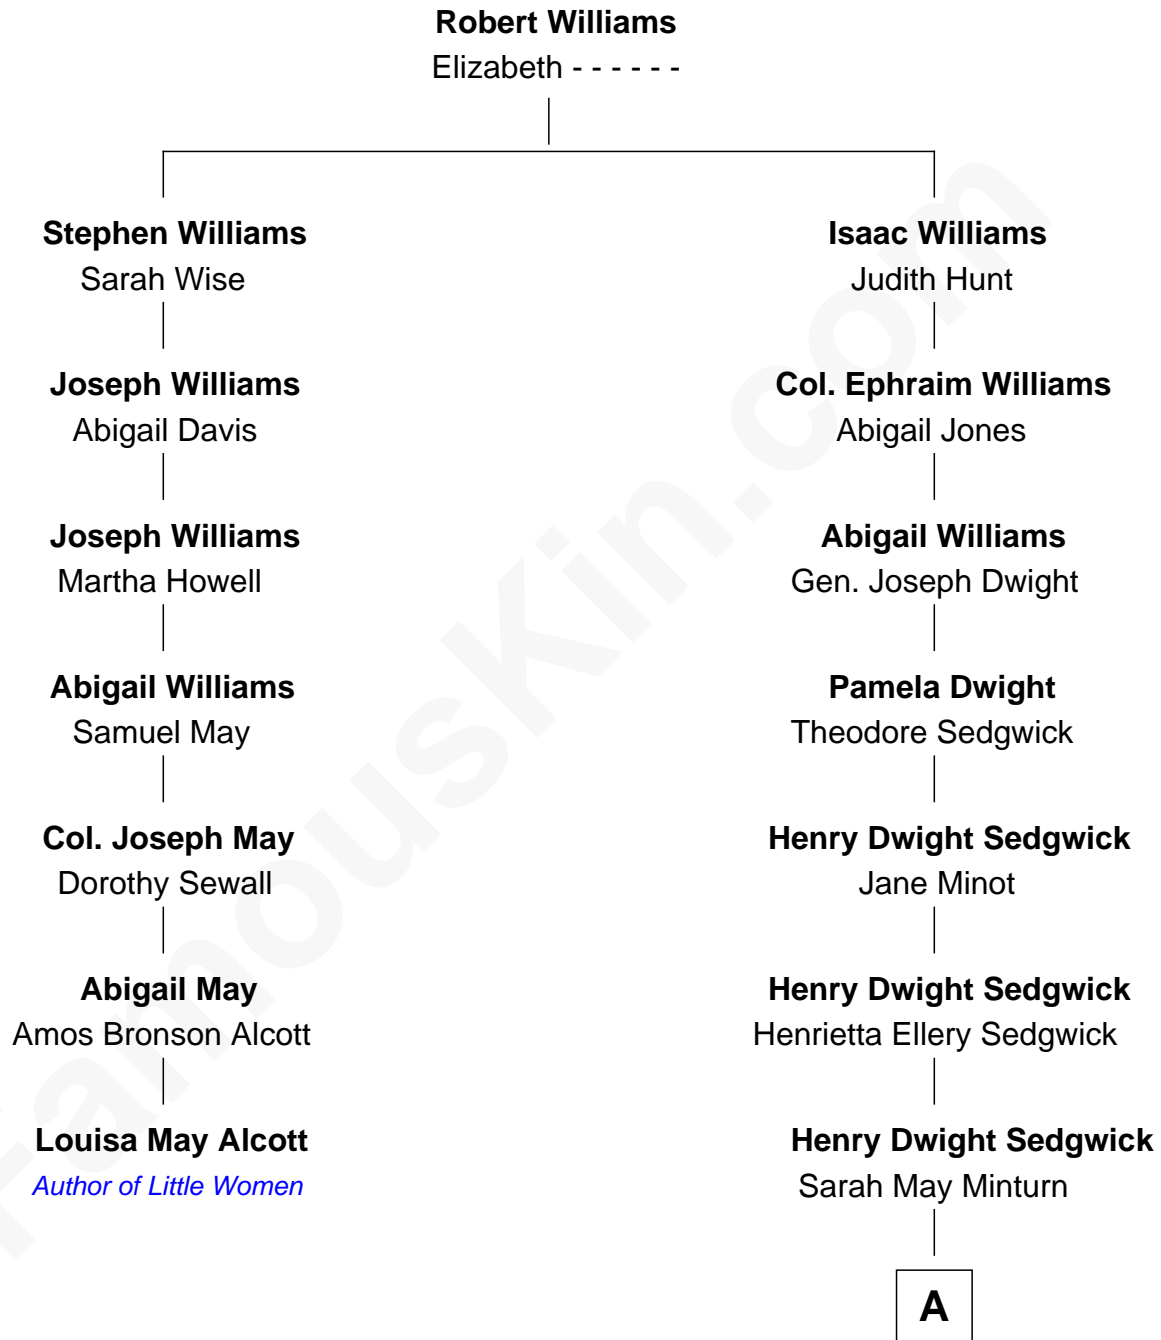 Robert Williams
Elizabeth - - - - - -
Stephen Williams
Sarah Wise
Joseph Williams
Abigail Davis
Joseph Williams
Martha Howell
Abigail Williams
Samuel May
Col. Joseph May
Dorothy Sewall
Abigail May
Amos Bronson Alcott
Louisa May Alcott
Author of Little Women
Isaac Williams
Judith Hunt
Col. Ephraim Williams
Abigail Jones
Abigail Williams
Gen. Joseph Dwight
Pamela Dwight
Theodore Sedgwick
Henry Dwight Sedgwick
Jane Minot
Henry Dwight Sedgwick
Henrietta Ellery Sedgwick
Henry Dwight Sedgwick
Sarah May Minturn
A
FamousKin.com